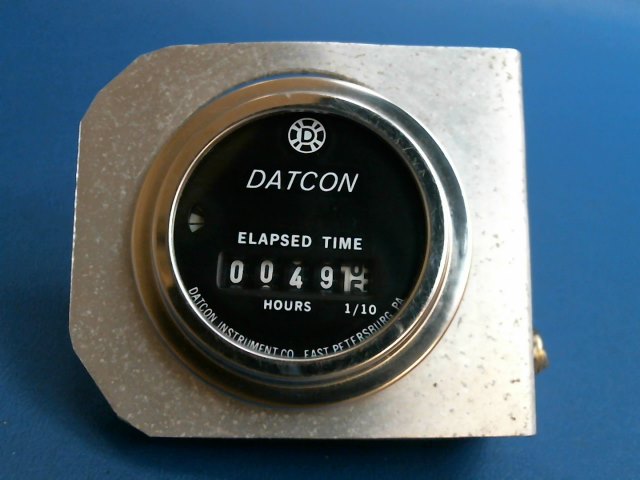 D
DATCON
ELAPSED TIME
0049
HOURS 1/10
DATCON INSTRUMENT CO. EAST PETERSBURG, PA